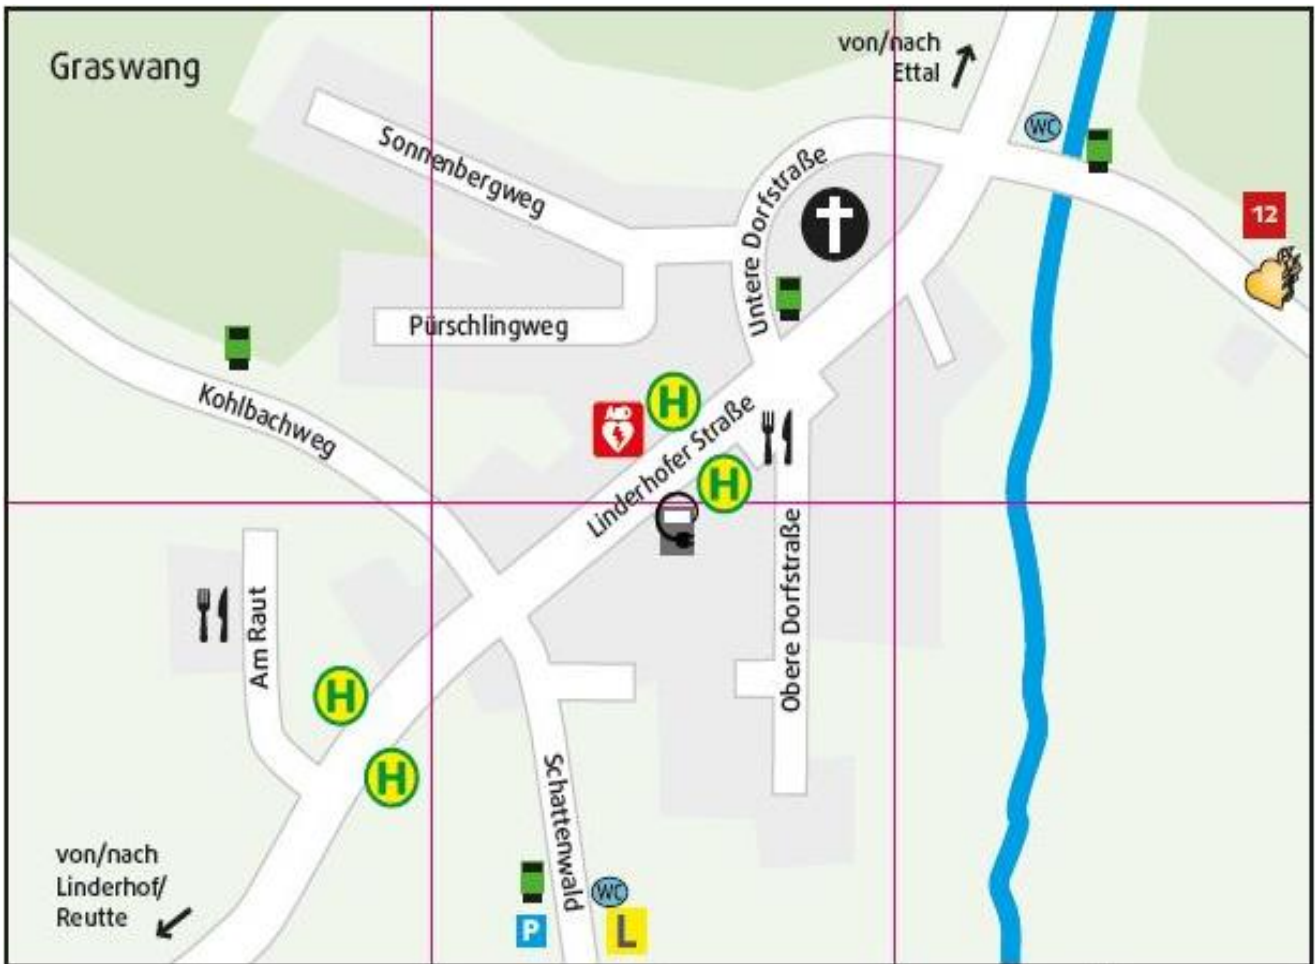 Graswang
von/nach
Ettal
WC
Sonnenbergweg
Untere Dorfstraße
12
Pürschlingweg
Kohlbachweg
H
AED
Linderhofer Straße
H
Am Raut
Obere Dorfstraße
H
H
Schattenwald
von/nach
Linderhof/
Reutte
WC
P
L